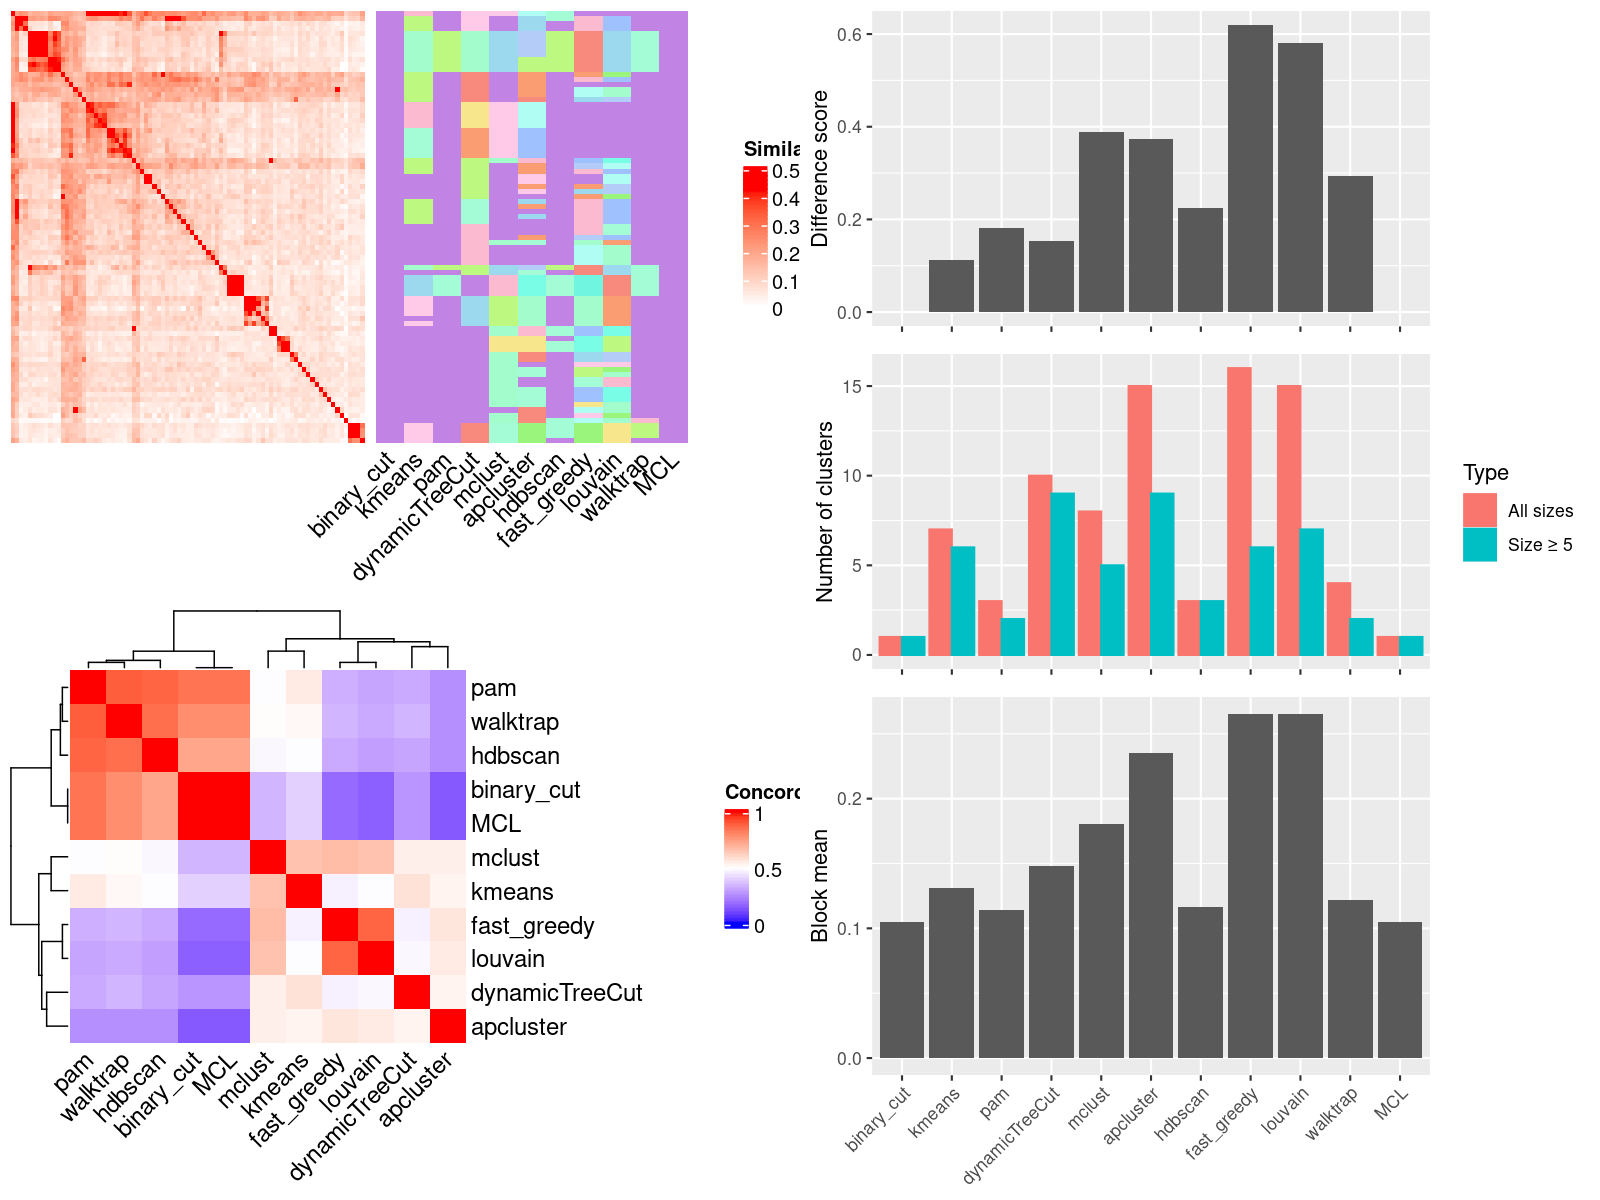 Simila
0.5
0.4
0.3
0.2
0.1
0
binary_cut
kmeans
pam
dynamicTreeCut
mclust
apcluster
hdbscan
fast_greedy
louvain
walktrap
MCL
pam
walktrap
hdbscan
binary_cut
MCL
mclust
kmeans
fast_greedy
louvain
dynamicTreeCut
apcluster
pam
walktrap
hdbscan
binary_cut
MCL
mclust
kmeans
fast_greedy
louvain
dynamicTreeCut
apcluster
Concord
1
0.5
0
Difference score
0.6
0.4
0.2
0.0
Number of clusters
15
10
5
0
Type
All sizes
Size ≥ 5
Block mean
0.2
0.1
0.0
binary_cut
kmeans
pam
dynamicTreeCut
mclust
apcluster
hdbscan
fast_greedy
louvain
walktrap
MCL